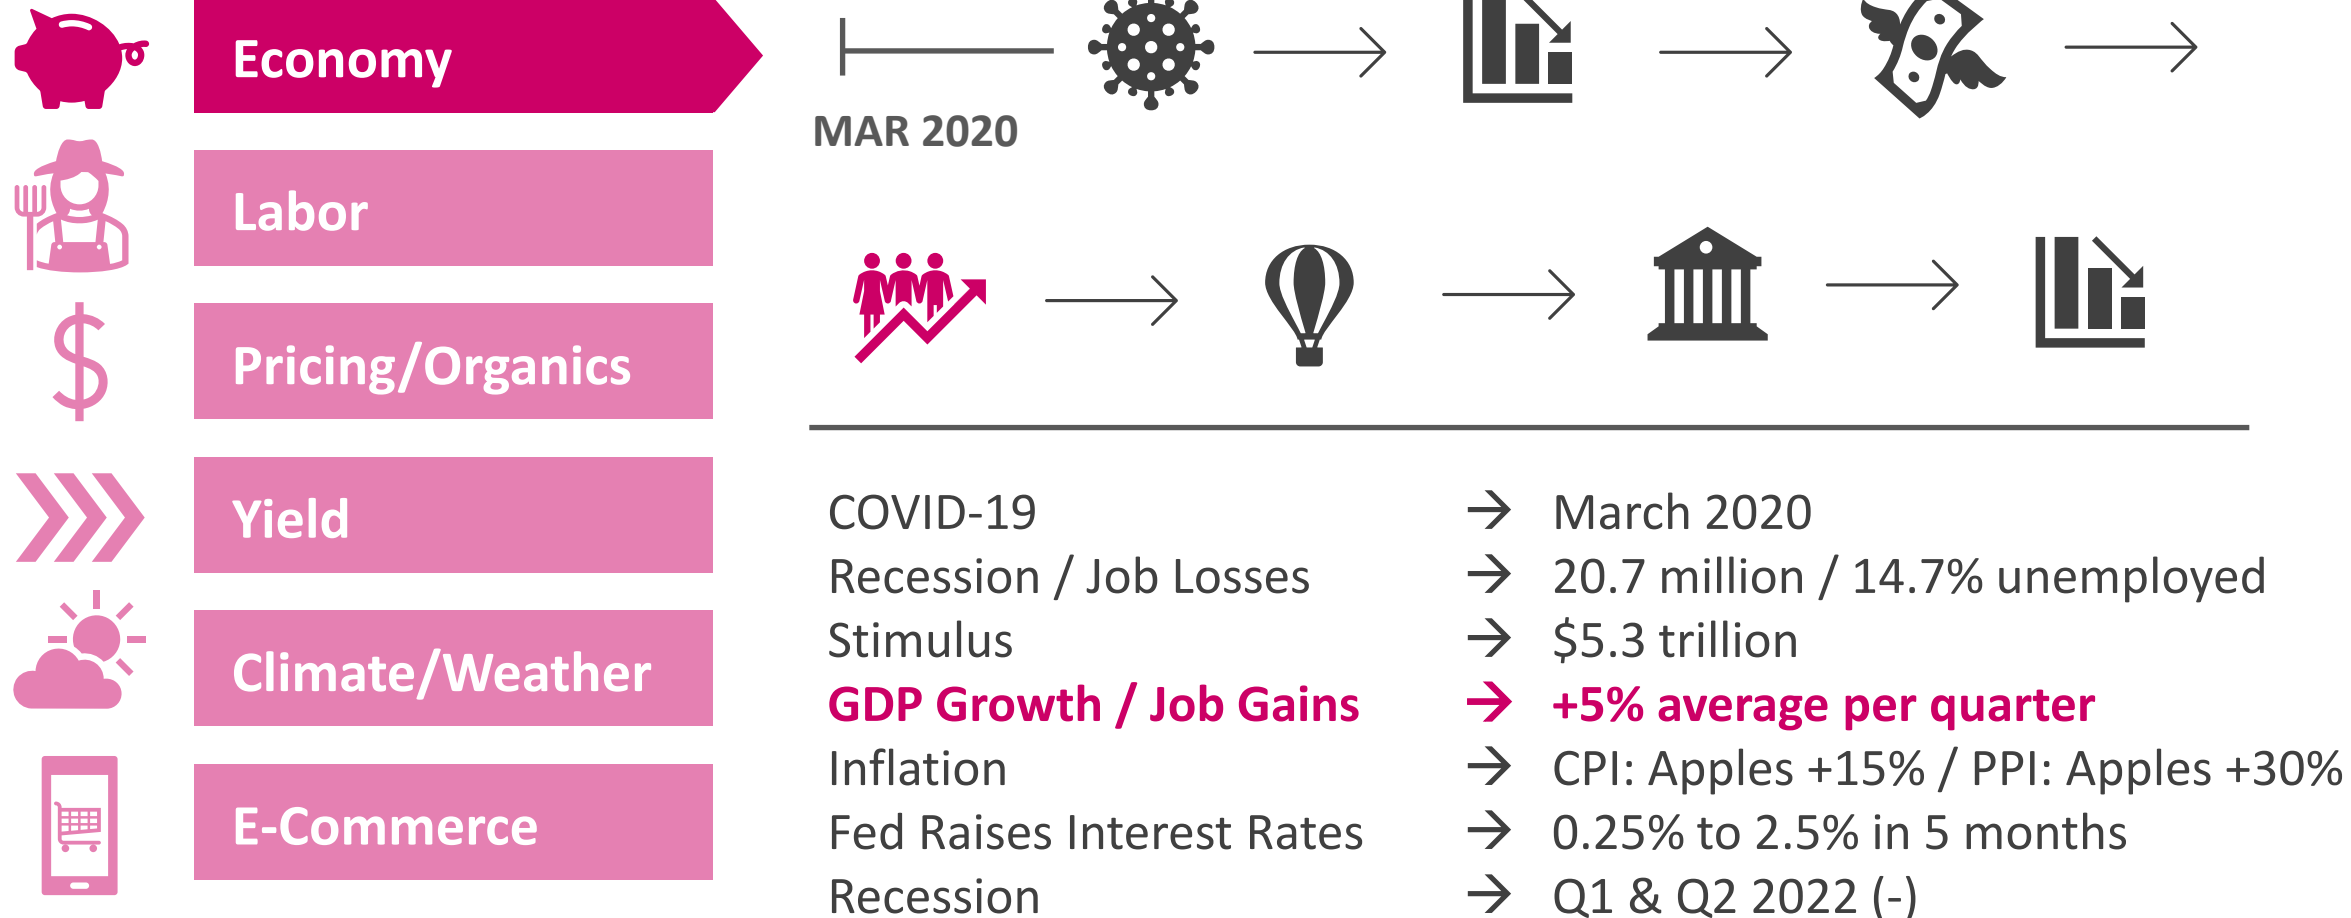 Economy
Labor
Pricing/Organics
Yield
Climate/Weather
E-Commerce
MAR 2020
COVID-19 → March 2020
Recession / Job Losses → 20.7 million / 14.7% unemployed
Stimulus → $5.3 trillion
GDP Growth / Job Gains → +5% average per quarter
Inflation → CPI: Apples +15% / PPI: Apples +30%
Fed Raises Interest Rates → 0.25% to 2.5% in 5 months
Recession → Q1 & Q2 2022 (-)